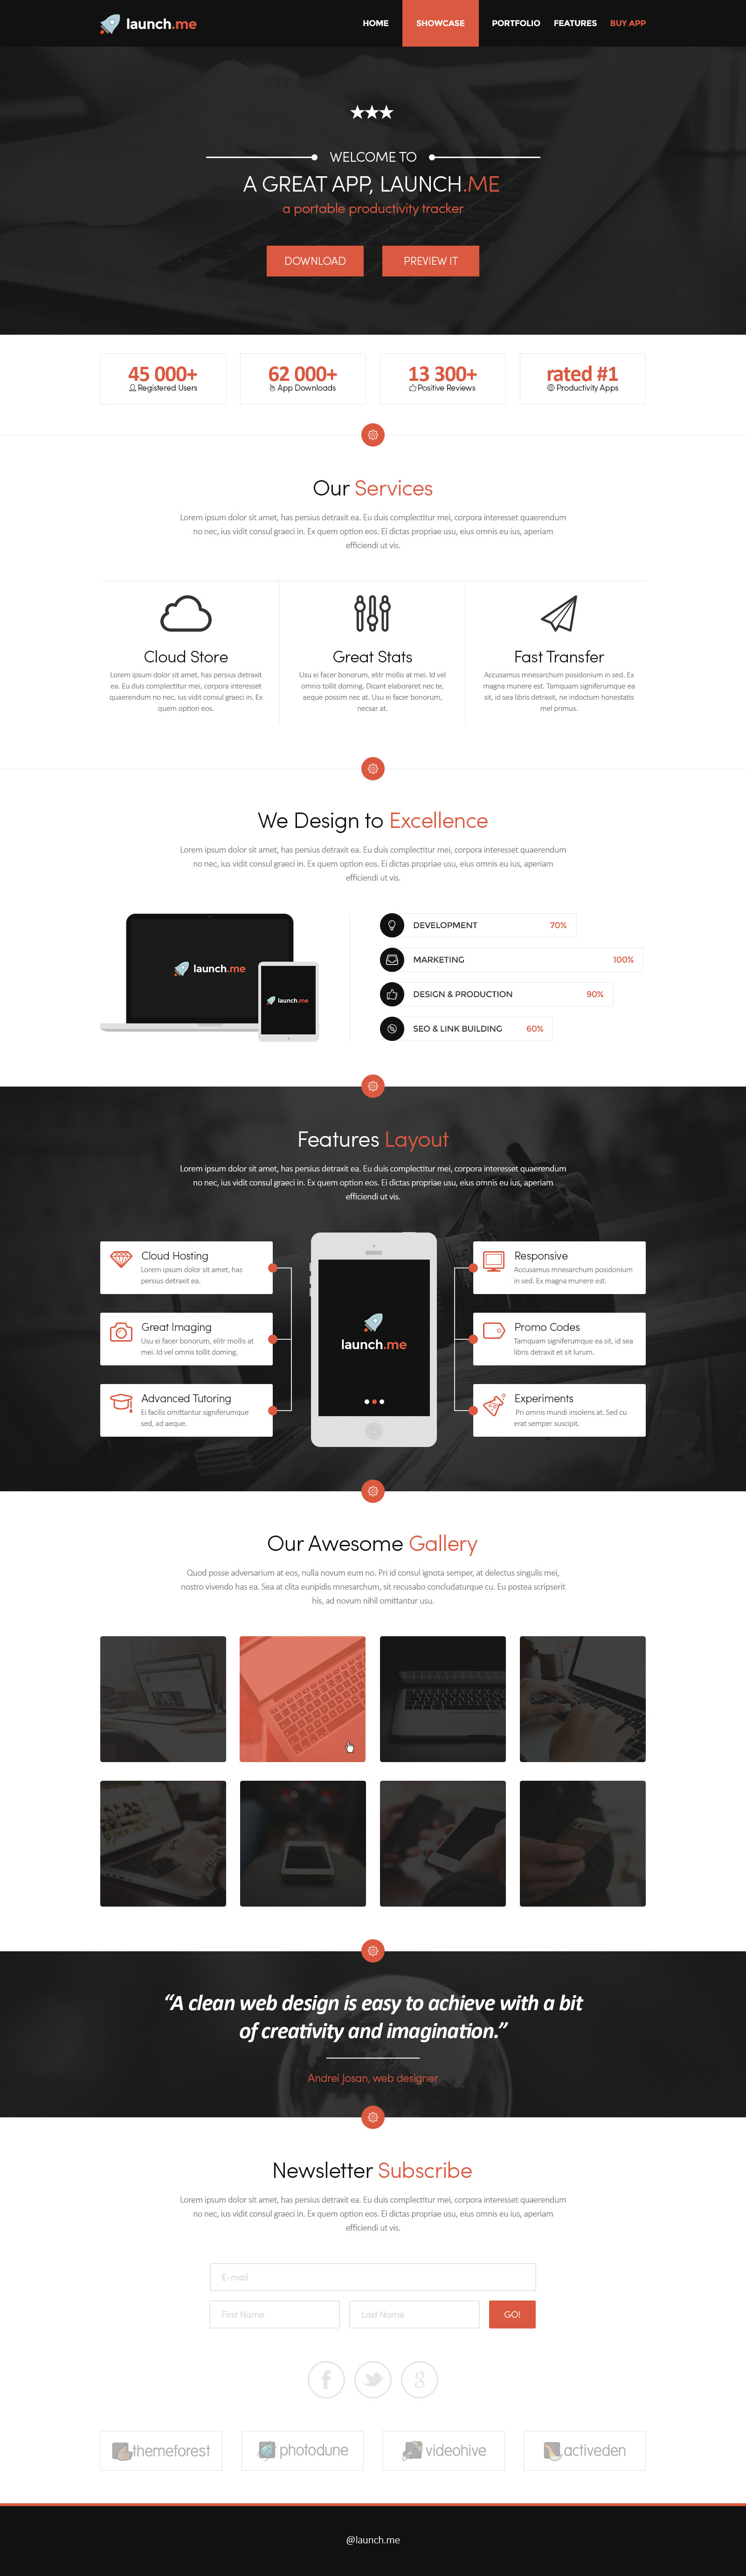 launch.me
HOME SHOWCASE PORTFOLIO FEATURES BUY APP
WELCOME TO
A GREAT APP, LAUNCH.ME
a portable productivity tracker
DOWNLOAD PREVIEW IT
45 000+
Registered Users
62 000+
App Downloads
13 300+
Positive Reviews
rated #1
Productivity Apps
Our Services
Lorem ipsum dolor sit amet, has persius detraxit ea. Eu duis complectitur mei, corpora interesset quaerendum
no nec, ius vidit consul graeci in. Ex quem option eos. Ei dictas propriae usu, eius omnis eu ius, aperiam
efficiendi ut vis.
Cloud Store
Lorem ipsum dolor sit amet, has persius detraxit
ea. Eu duis complectitur mei, corpora interesset
quaerendum no nec, ius vidit consul graeci in. Ex
quem option eos.
Great Stats
Usu ei facer bonorum, elitr mollis at mei. Id vel
omnis tollit doming. Dicant elaboraret nec te,
aeque possim nec at. Usu ei facer bonorum,
necsar at.
Fast Transfer
Accusamus mnesarchum posidonium in sed. Ex
magna munere est. Tamquam signiferumque ea
sit, id sea libris detraxit, ne indoctum honestatis
mel primus.
We Design to Excellence
Lorem ipsum dolor sit amet, has persius detraxit ea. Eu duis complectitur mei, corpora interesset quaerendum
no nec, ius vidit consul graeci in. Ex quem option eos. Ei dictas propriae usu, eius omnis eu ius, aperiam
efficiendi ut vis.
launch.me
launch.me
DEVELOPMENT 70%
MARKETING 100%
DESIGN & PRODUCTION 90%
SEO & LINK BUILDING 60%
Features Layout
Lorem ipsum dolor sit amet, has persius detraxit ea. Eu duis complectitur mei, corpora interesset quaerendum
no nec, ius vidit consul graeci in. Ex quem option eos. Ei dictas propriae usu, eius omnis eu ius, aperiam
efficiendi ut vis.
Cloud Hosting
Lorem ipsum dolor sit amet, has
persius detraxit ea.
Great Imaging
Usu ei facer bonorum, elitr mollis at
mei. Id vel omnis tollit doming.
Advanced Tutoring
Ei facilis omittantur signiferumque
sed, ad aeque.
launch.me
Responsive
Accusamus mnesarchum posidonium
in sed. Ex magna munere est.
Promo Codes
Tamquam signiferumque ea sit, id sea
libris detraxit et sit lurum.
Experiments
Pri omnis mundi insolens at. Sed cu
erat semper suscipit.
Our Awesome Gallery
Quod posse adversarium at eos, nulla novum eum no. Pri id consul ignota semper, at delectus singulis mei,
nostro vivendo has ea. Sea at clita euripidis mnesarchum, sit recusabo concludaturque cu. Eu postea scripserit
his, ad novum nihil omittantur usu.
“A clean web design is easy to achieve with a bit
of creativity and imagination.”
Andrei Josan, web designer
Newsletter Subscribe
Lorem ipsum dolor sit amet, has persius detraxit ea. Eu duis complectitur mei, corpora interesset quaerendum
no nec, ius vidit consul graeci in. Ex quem option eos. Ei dictas propriae usu, eius omnis eu ius, aperiam
efficiendi ut vis.
E-mail
First Name Last Name GO!
themeforest photodune videohive activeden
@launch.me